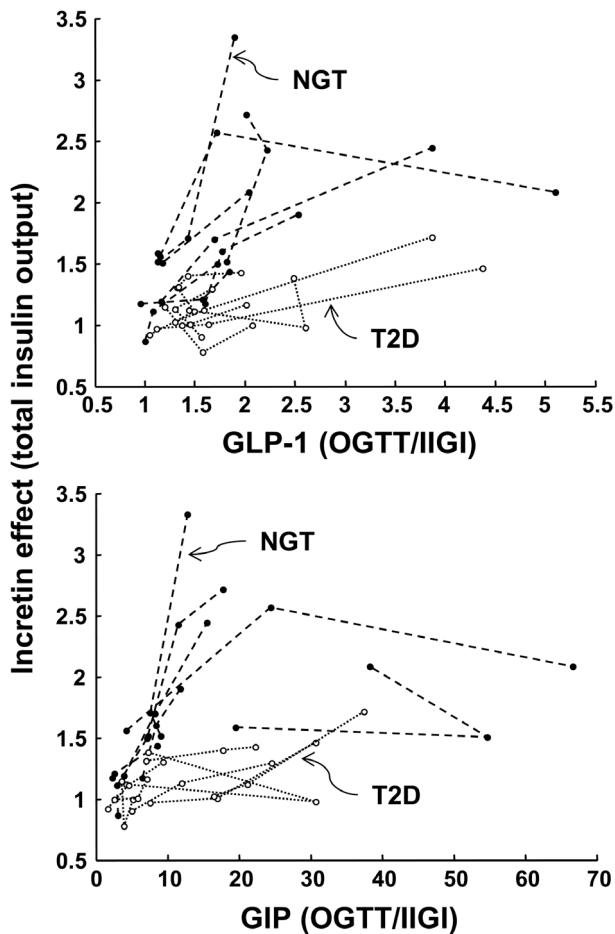 Incretin effect (total insulin output)
3.5
3
2.5
2
1.5
1
0.5
NGT
T2D
0.5 1 1.5 2 2.5 3 3.5 4 4.5 5 5.5
GLP-1 (OGTT/IIGI)
3.5
3
2.5
2
1.5
1
0.5
NGT
T2D
0 10 20 30 40 50 60 70
GIP (OGTT/IIGI)